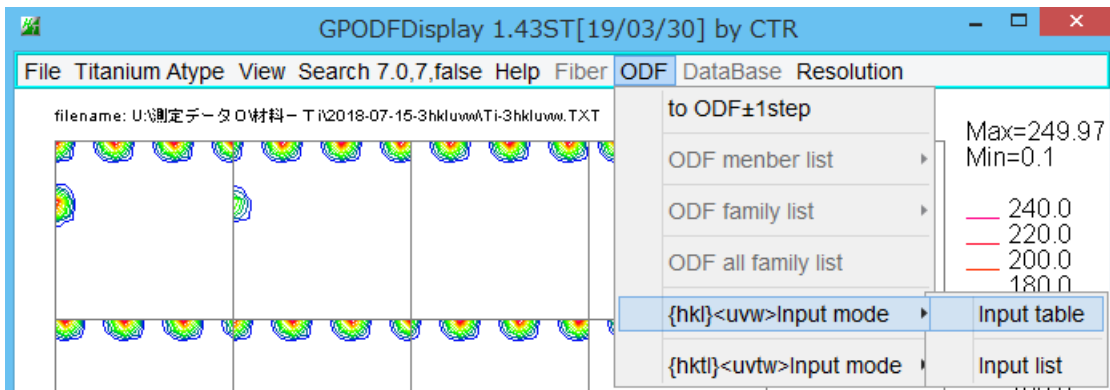 GPODFDisplay 1.43ST[19/03/30] by CTR
File Titanium Atype View Search 7.0,7,false Help Fiber ODF DataBase Resolution
filename: U:\測定データO\材料-Ti\2018-07-15-3hkluvw\Ti-3hkluvw.TXT
to ODF±1step
ODF menber list
ODF family list
ODF all family list
{hkl}<uvw>Input mode
{hktl}<uvtw>Input mode
Input table
Input list
Max=249.97
Min=0.1
240.0
220.0
200.0
180.0